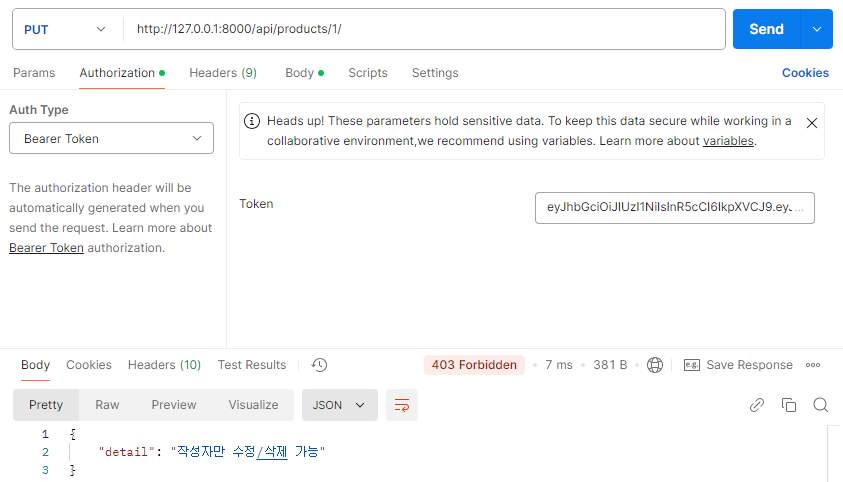 PUT http://127.0.0.1:8000/api/products/1/ Send
Params Authorization Headers (9) Body Scripts Settings Cookies
Auth Type
Bearer Token
The authorization header will be
automatically generated when you
send the request. Learn more about
Bearer Token authorization.
Heads up! These parameters hold sensitive data. To keep this data secure while working in a
collaborative environment,we recommend using variables. Learn more about variables.
Token eyJhbGciOiJIUzI1NiIsInR5cCI6IkpXVCJ9.eyJ...
Body Cookies Headers (10) Test Results 403 Forbidden 7 ms 381 B e.g. Save Response
Pretty Raw Preview Visualize JSON
1 {
2 "detail": "작성자만 수정/삭제 가능"
3 }